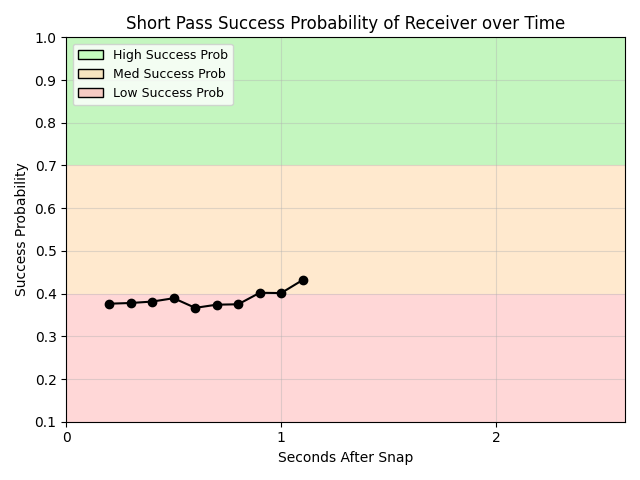 Short Pass Success Probability of Receiver over Time
High Success Prob
Med Success Prob
Low Success Prob
Success Probability
1.0
0.9
0.8
0.7
0.6
0.5
0.4
0.3
0.2
0.1
0 1 2
Seconds After Snap